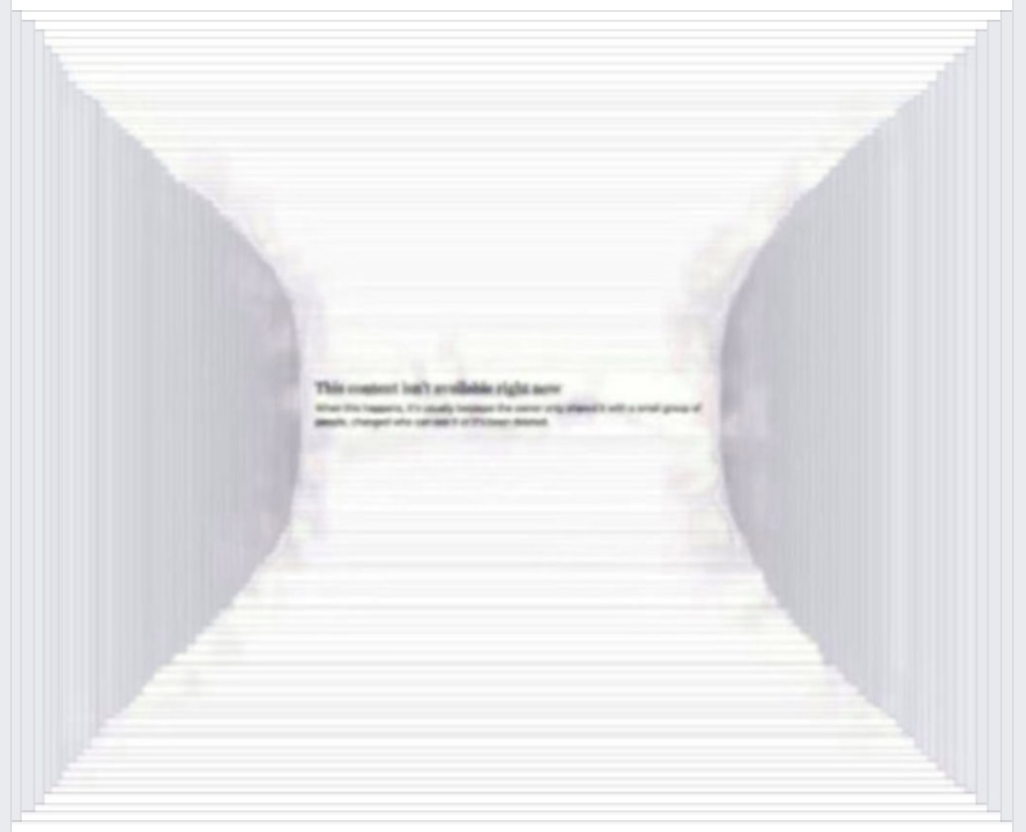 This content isn't available right now
When this happens, it's usually because the owner only shared it with a small group of
people, changed who can see it or it's been deleted.